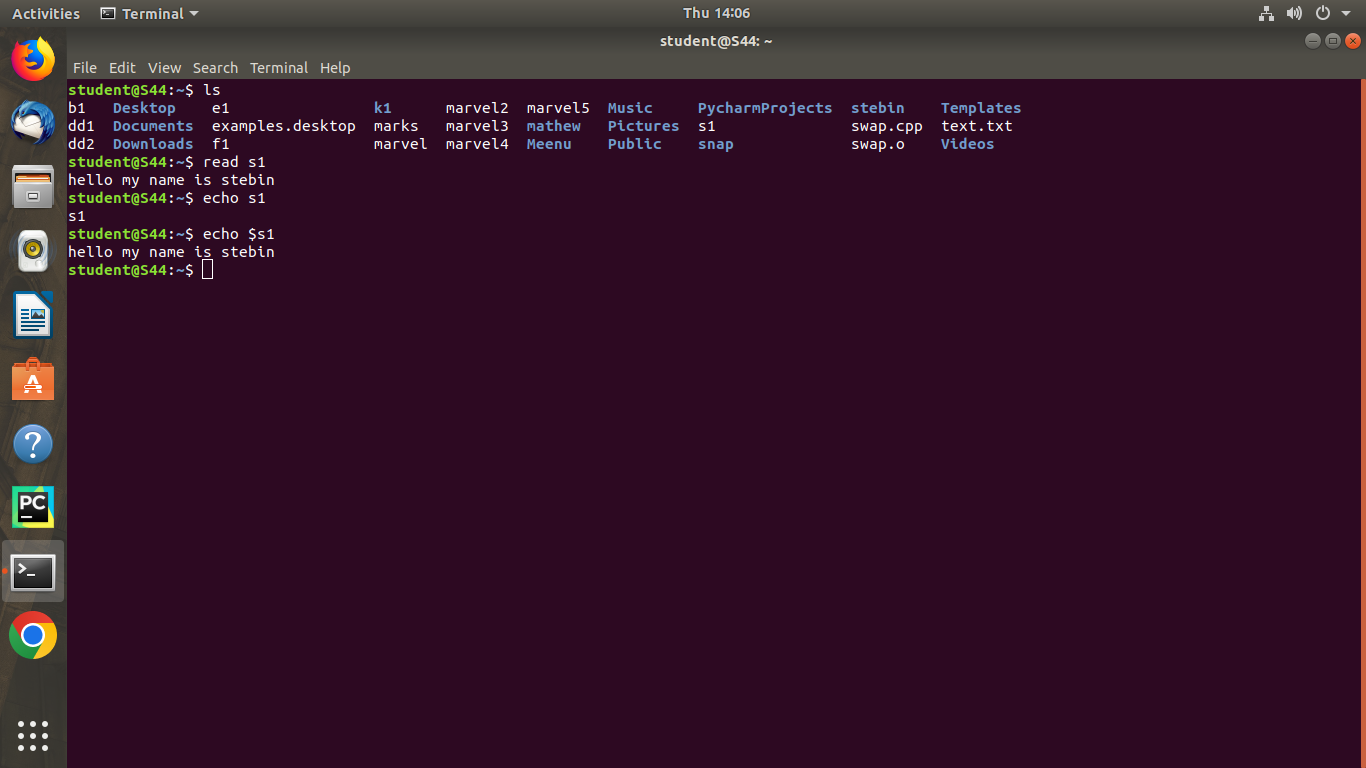 Activities Terminal Thu 14:06
student@S44: ~
File Edit View Search Terminal Help
student@S44:~$ ls
b1 Desktop e1 k1 marvel2 marvel5 Music PycharmProjects stebin Templates
dd1 Documents examples.desktop marks marvel3 mathew Pictures s1 swap.cpp text.txt
dd2 Downloads f1 marvel marvel4 Meenu Public snap swap.o Videos
student@S44:~$ read s1
hello my name is stebin
student@S44:~$ echo s1
s1
student@S44:~$ echo $s1
hello my name is stebin
student@S44:~$
PC